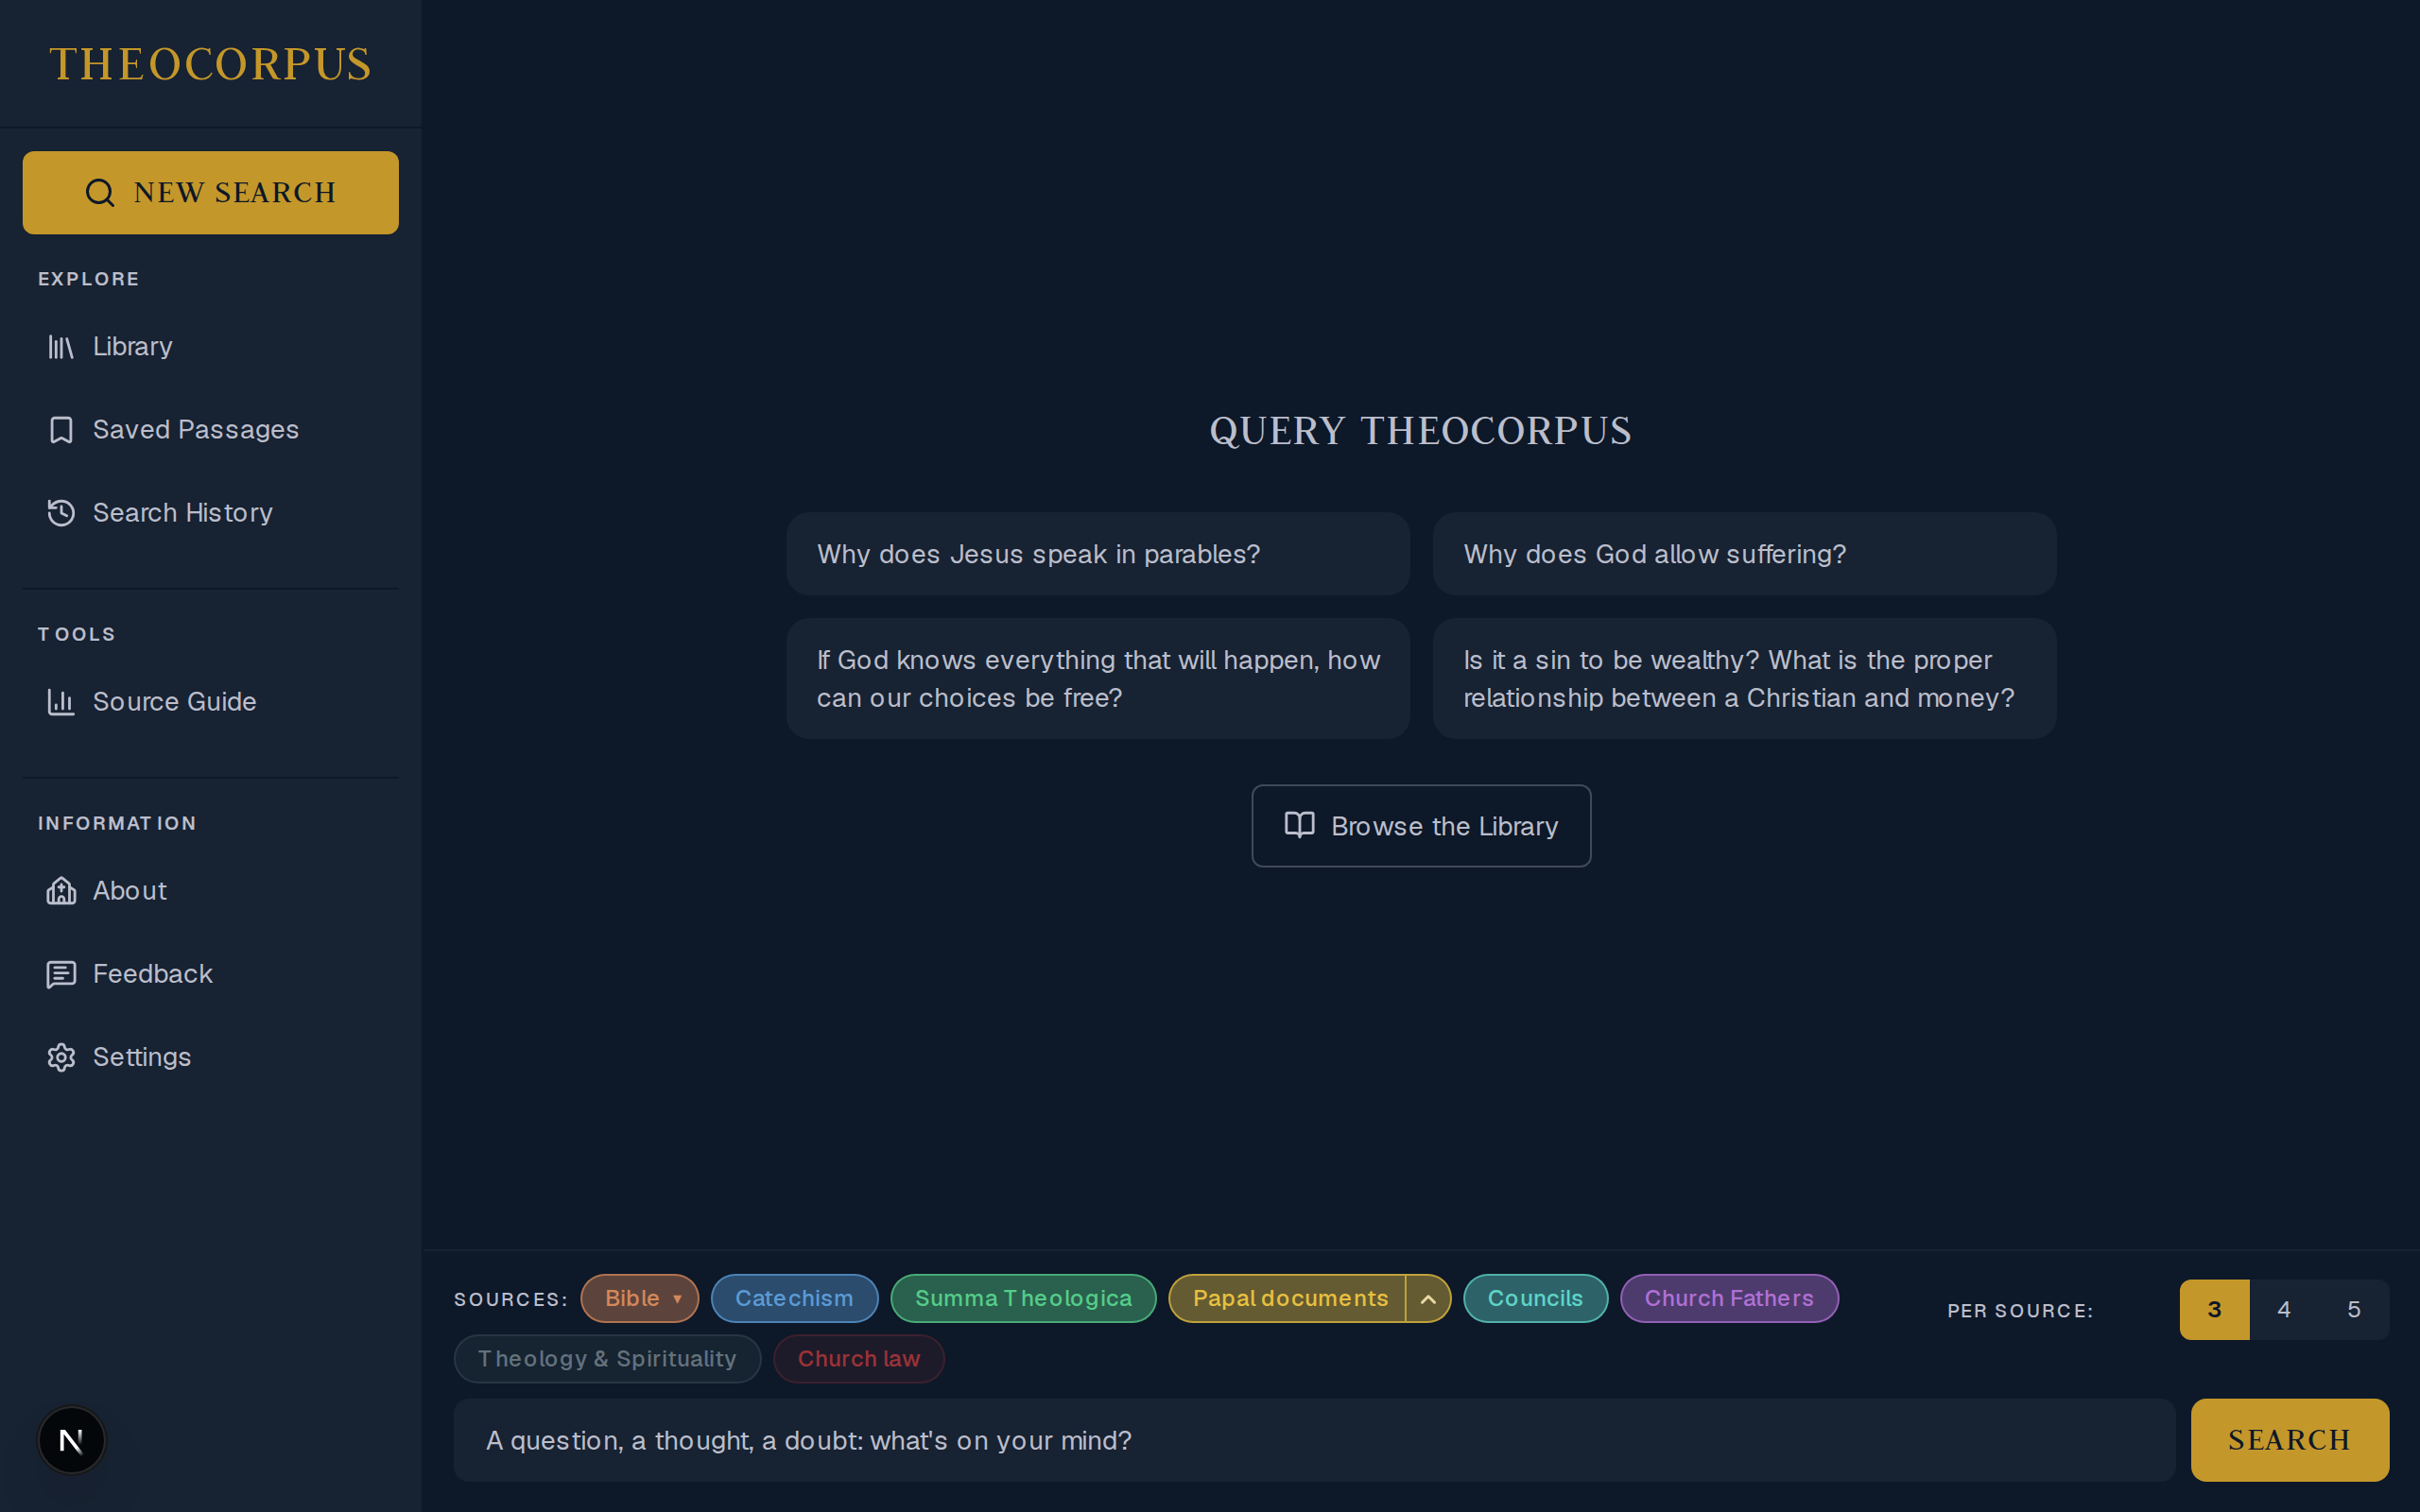 THEOCORPUS
NEW SEARCH
EXPLORE
Library
Saved Passages
Search History
TOOLS
Source Guide
INFORMATION
About
Feedback
Settings
N
QUERY THEOCORPUS
Why does Jesus speak in parables?
Why does God allow suffering?
If God knows everything that will happen, how
can our choices be free?
Is it a sin to be wealthy? What is the proper
relationship between a Christian and money?
Browse the Library
SOURCES: Bible ▾ Catechism Summa Theologica Papal documents Councils Church Fathers
Theology & Spirituality Church law
PER SOURCE: 3 4 5
A question, a thought, a doubt: what's on your mind?
SEARCH